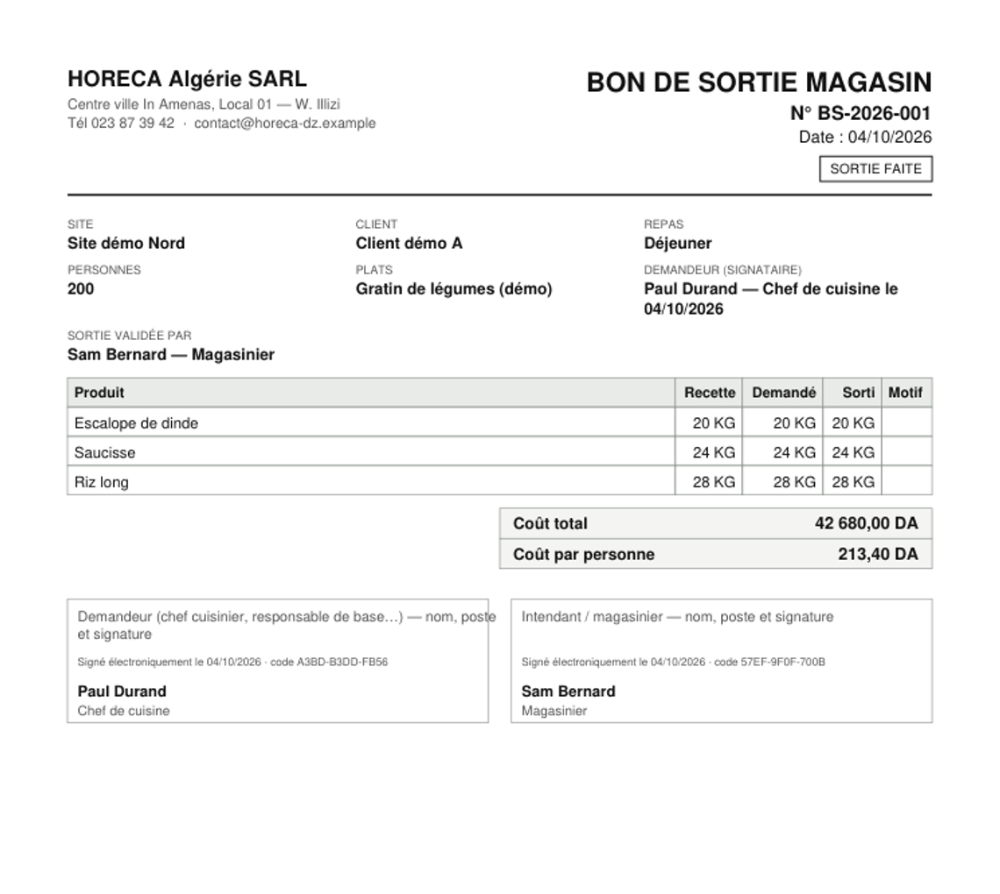 HORECA Algérie SARL
Centre ville In Amenas, Local 01 — W. Illizi
Tél 023 87 39 42 · contact@horeca-dz.example
BON DE SORTIE MAGASIN
N° BS-2026-001
Date : 04/10/2026
SORTIE FAITE
SITE
Site démo Nord
CLIENT
Client démo A
REPAS
Déjeuner
PERSONNES
200
PLATS
Gratin de légumes (démo)
DEMANDEUR (SIGNATAIRE)
Paul Durand — Chef de cuisine le
04/10/2026
SORTIE VALIDÉE PAR
Sam Bernard — Magasinier
Produit Recette Demandé Sorti Motif
Escalope de dinde 20 KG 20 KG 20 KG
Saucisse 24 KG 24 KG 24 KG
Riz long 28 KG 28 KG 28 KG
Coût total 42 680,00 DA
Coût par personne 213,40 DA
Demandeur (chef cuisinier, responsable de base…) — nom, poste
et signature
Signé électroniquement le 04/10/2026 · code A3BD-B3DD-FB56
Paul Durand
Chef de cuisine
Intendant / magasinier — nom, poste et signature
Signé électroniquement le 04/10/2026 · code 57EF-9F0F-700B
Sam Bernard
Magasinier